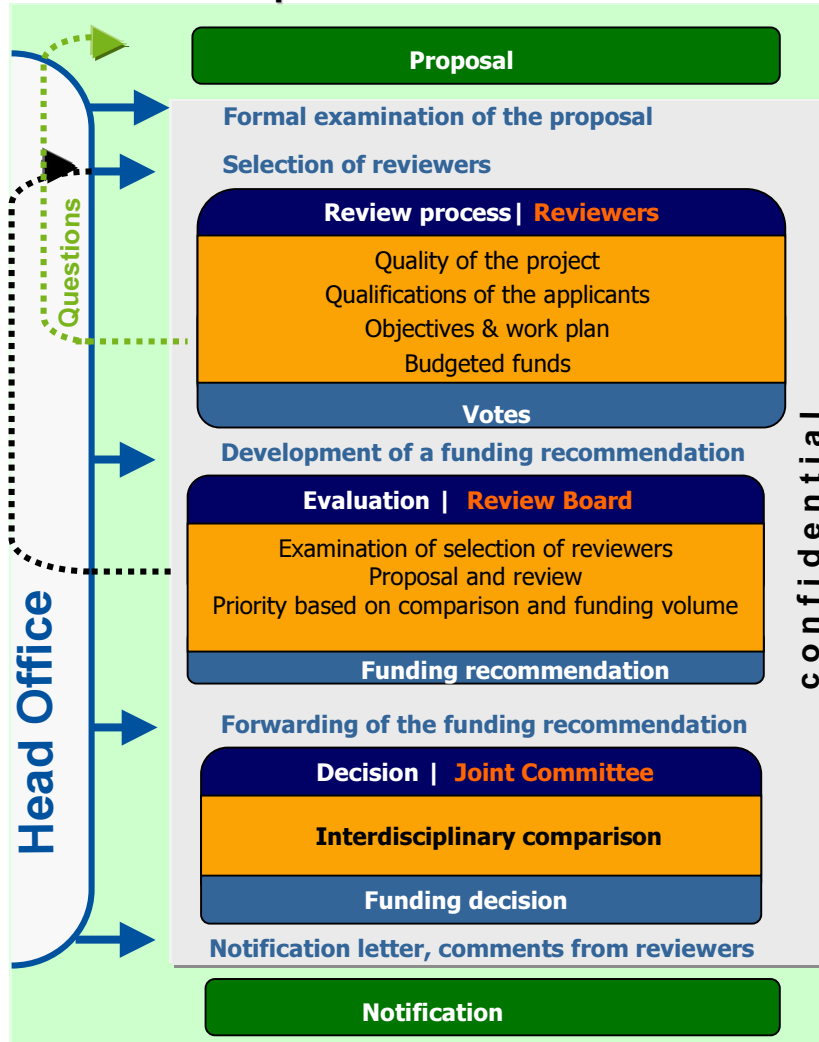 Proposal
Formal examination of the proposal
Selection of reviewers
Questions
Review process| Reviewers
Quality of the project
Qualifications of the applicants
Objectives & work plan
Budgeted funds
Votes
Development of a funding recommendation
Evaluation | Review Board
Examination of selection of reviewers
Proposal and review
Priority based on comparison and funding volume
Funding recommendation
confidential
Head Office
Forwarding of the funding recommendation
Decision | Joint Committee
Interdisciplinary comparison
Funding decision
Notification letter, comments from reviewers
Notification